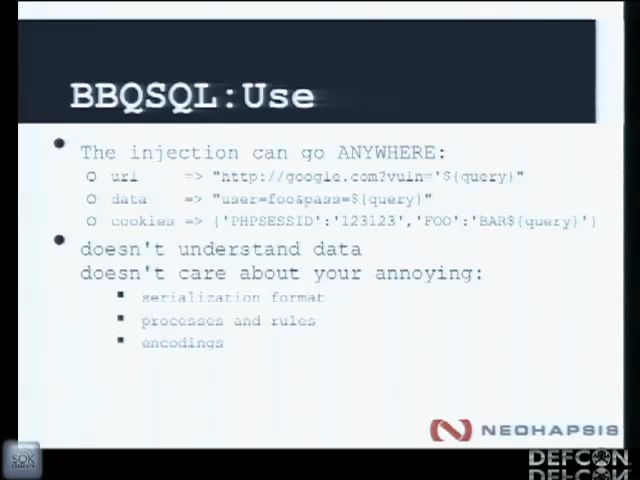 BBQSQL:Use
The injection can go ANYWHERE:
url => "http://google.com?vuln='${query}"
data => "user=foo&pass=${query}"
cookies => {'PHPSESSID':'123123','FOO':'BAR${query}'}
doesn't understand data
doesn't care about your annoying:
serialization format
processes and rules
encodings
NEOHAPSIS
SOK
DEFCON
DEFCON